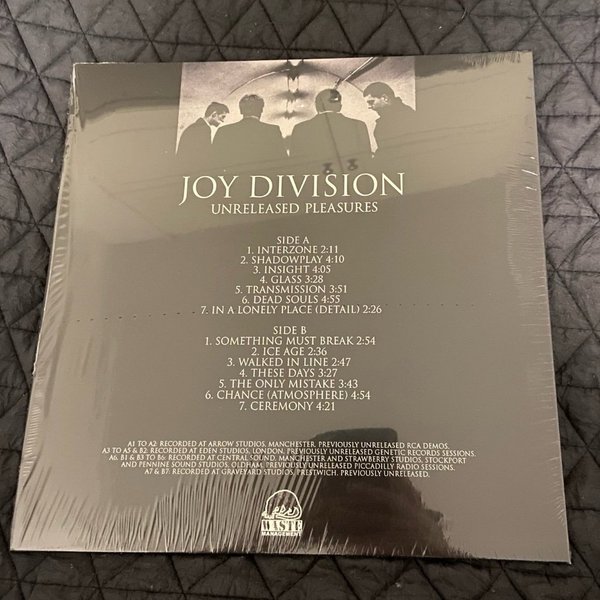 JOY DIVISION
UNRELEASED PLEASURES
SIDE A
1. INTERZONE 2:11
2. SHADOWPLAY 4:10
3. INSIGHT 4:05
4. GLASS 3:28
5. TRANSMISSION 3:51
6. DEAD SOULS 4:55
7. IN A LONELY PLACE (DETAIL) 2:26
SIDE B
1. SOMETHING MUST BREAK 2:54
2. ICE AGE 2:36
3. WALKED IN LINE 2:47
4. THESE DAYS 3:27
5. THE ONLY MISTAKE 3:43
6. CHANCE (ATMOSPHERE) 4:54
7. CEREMONY 4:21
A1 TO A2: RECORDED AT ARROW STUDIOS, MANCHESTER. PREVIOUSLY UNRELEASED RCA DEMOS.
A3 TO A5 & B2: RECORDED AT EDEN STUDIOS, LONDON. PREVIOUSLY UNRELEASED GENETIC RECORDS SESSIONS.
A6, B1 & B3 TO B6: RECORDED AT CENTRAL SOUND, MANCHESTER AND STRAWBERRY STUDIOS, STOCKPORT
AND PENNINE SOUND STUDIOS, OLDHAM. PREVIOUSLY UNRELEASED PICCADILLY RADIO SESSIONS.
A7 & B7: RECORDED AT GRAVEYARD STUDIOS, PRESTWICH. PREVIOUSLY UNRELEASED.
WASTE
MANAGEMENT